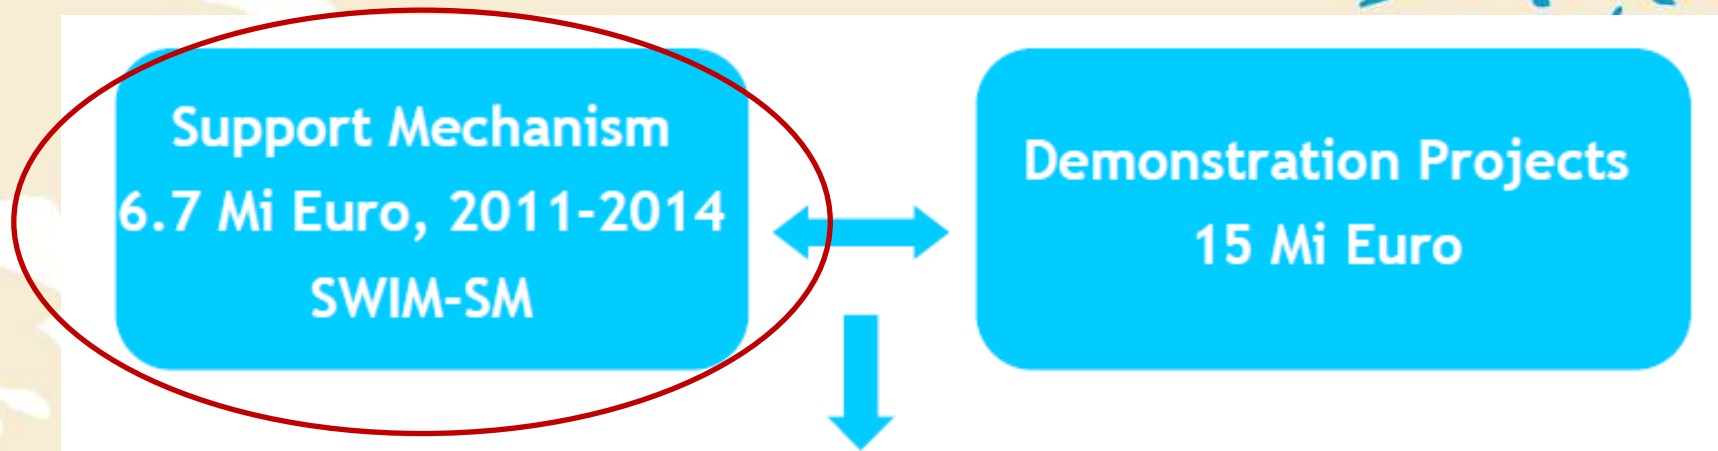 Support Mechanism
6.7 Mi Euro, 2011-2014
SWIM-SM
Demonstration Projects
15 Mi Euro